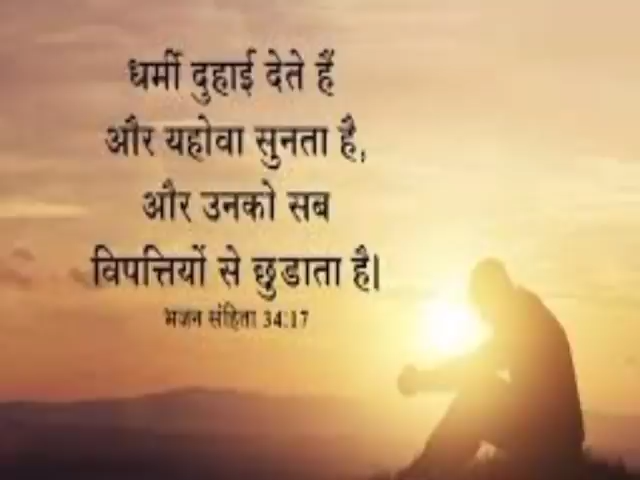 धर्मी दुहाई देते हैं
और यहोवा सुनता है,
और उनको सब
विपत्तियों से छुडाता है।
भजन संहिता 34:17